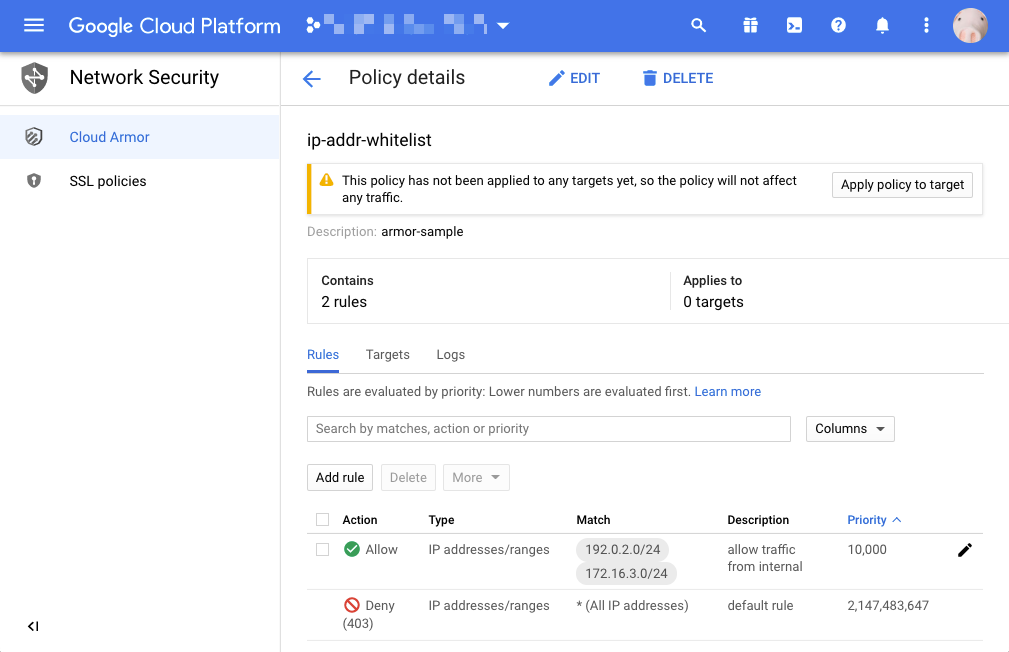 Google Cloud Platform
Network Security
Policy details
EDIT
DELETE
Cloud Armor
SSL policies
ip-addr-whitelist
This policy has not been applied to any targets yet, so the policy will not affect
any traffic.
Apply policy to target
Description: armor-sample
Contains
2 rules
Applies to
0 targets
Rules Targets Logs
Rules are evaluated by priority: Lower numbers are evaluated first. Learn more
Search by matches, action or priority
Columns
Add rule Delete More
Action Type Match Description Priority
Allow IP addresses/ranges 192.0.2.0/24 allow traffic 10,000
172.16.3.0/24 from internal
Deny IP addresses/ranges * (All IP addresses) default rule 2,147,483,647
(403)